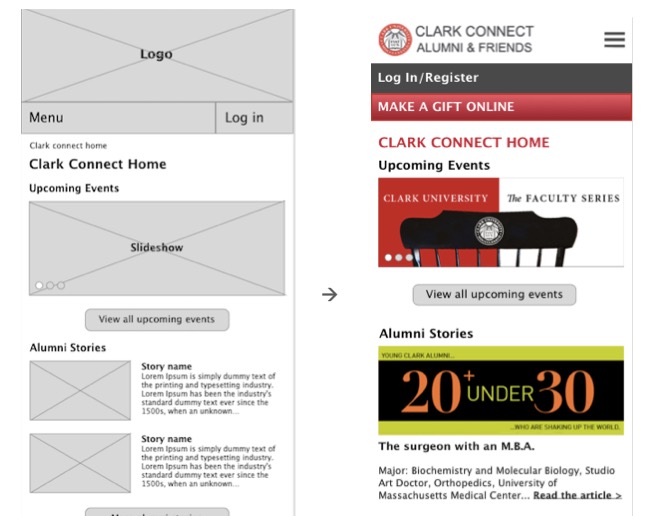 Logo
Menu
Log in
Clark connect home
Clark Connect Home
Upcoming Events
Slideshow
View all upcoming events
Alumni Stories
Story name
Lorem Ipsum is simply dummy text of
the printing and typesetting industry.
Lorem Ipsum has been the industry's
standard dummy text ever since the
1500s, when an unknown...
Story name
Lorem Ipsum is simply dummy text of
the printing and typesetting industry.
Lorem Ipsum has been the industry's
standard dummy text ever since the
1500s, when an unknown...
CLARK CONNECT
ALUMNI & FRIENDS
Log In/Register
MAKE A GIFT ONLINE
CLARK CONNECT HOME
Upcoming Events
CLARK UNIVERSITY
The FACULTY SERIES
View all upcoming events
Alumni Stories
YOUNG CLARK ALUMNI...
20+ UNDER 30
...WHO ARE SHAKING UP THE WORLD.
The surgeon with an M.B.A.
Major: Biochemistry and Molecular Biology, Studio
Art Doctor, Orthopedics, University of
Massachusetts Medical Center... Read the article >